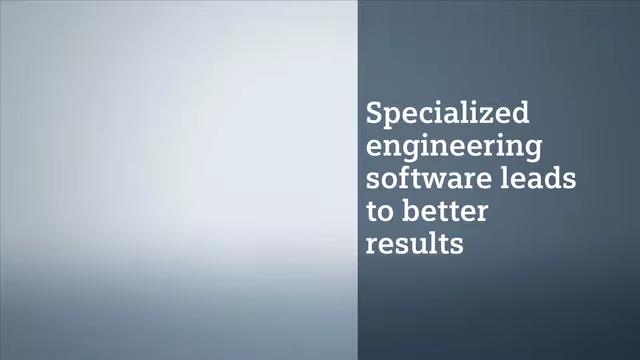 Specialized
engineering
software leads
to better
results